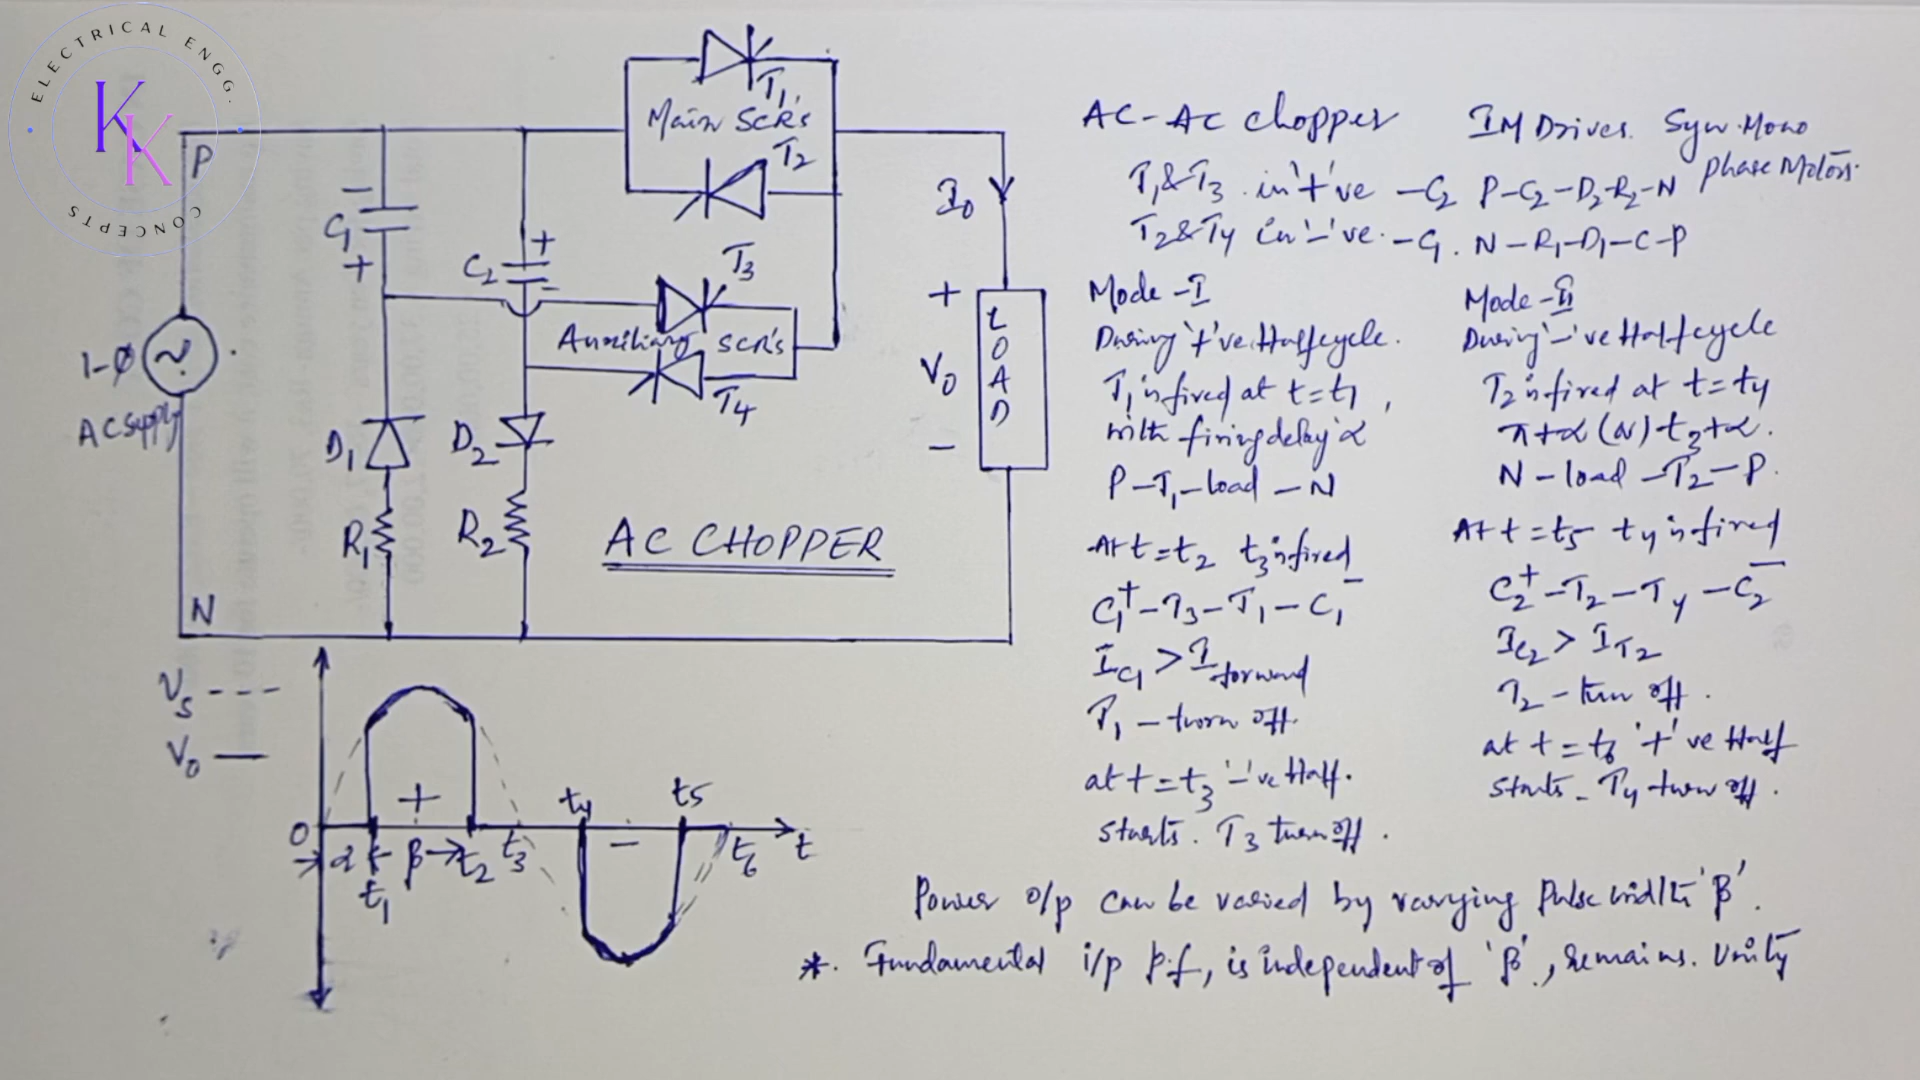 ELECTRICAL ENGG.
KK
CONCEPTS
P
C1
-
+
C2
+
-
T1
Main SCR's
T2
T3
Auxiliary SCR's
T4
I0
+
V0
-
LOAD
1-Ø
AC Supply
D1
D2
R1
R2
AC CHOPPER
N
Vs ----
V0 —
0
α
β
+
-
t1
t2
t3
t4
t5
t6
t
AC-AC chopper
IM Drives. Syn. Mono
phase Motors.
T1&T3 in '+'ve -C2 P-C2-D2-R2-N
T2&T4 in '-'ve -C1. N-R1-D1-C-P
Mode-I
During '+'ve Halfcycle.
T1 is fired at t=t1,
with firing delay α
P-T1-load-N
At t=t2 t3 is fired
C1+-T3-T1-C1-
IC1 > I forward
T1-turn off.
at t=t3 '-'ve Half.
starts. T3 turn off.
Mode-II
During '-'ve Halfcycle
T2 is fired at t=t4
π+α (or) t3+α.
N-load-T2-P.
At t=t5 t4 is fired
C2+-T2-T4-C2-
IC2 > IT2
T2-turn off.
at t=t6 '+'ve Half
starts- T4 turn off.
Power o/p can be varied by varying pulse width 'β'.
*. Fundamental i/p p.f, is independent of 'β', remains. Unity